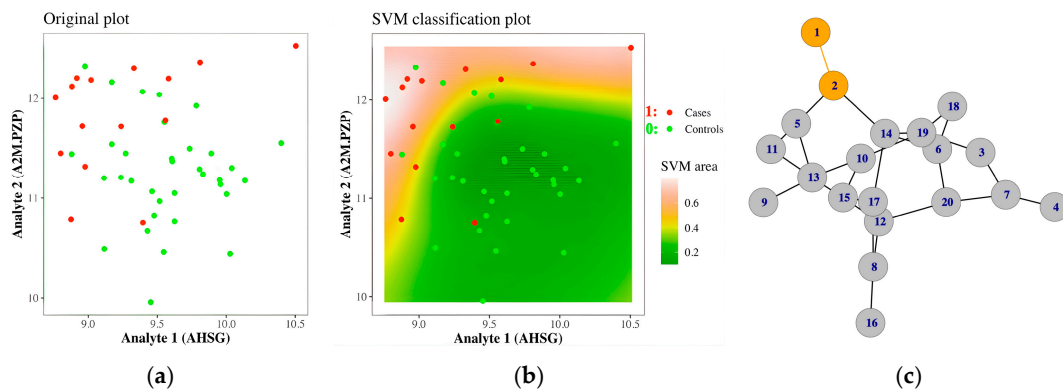 Original plot
Analyte 2 (A2M.PZP)
12
11
10
9.0 9.5 10.0 10.5
Analyte 1 (AHSG)
(a)
SVM classification plot
Analyte 2 (A2M.PZP)
12
11
10
9.0 9.5 10.0 10.5
Analyte 1 (AHSG)
1: Cases
0: Controls
SVM area
0.6
0.4
0.2
(b)
1
2
18
5
14
19
6
3
11
10
13
7
9
15
17
20
4
12
8
16
(c)